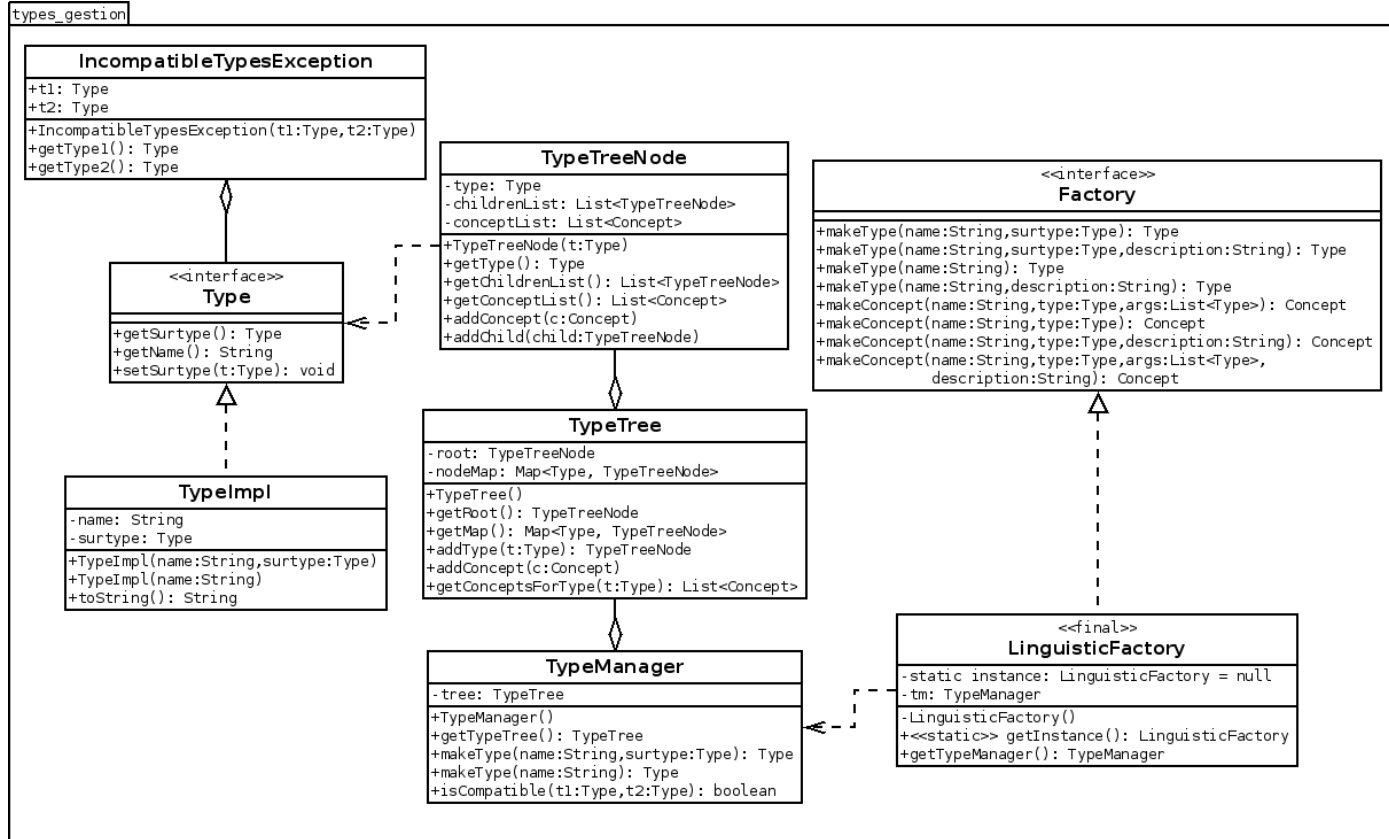 types_gestion
IncompatibleTypesException
+t1: Type
+t2: Type
+IncompatibleTypesException(t1:Type,t2:Type)
+getType1(): Type
+getType2(): Type
TypeTreeNode
-type: Type
-childrenList: List<TypeTreeNode>
-conceptList: List<Concept>
+TypeTreeNode(t:Type)
+getType(): Type
+getChildrenList(): List<TypeTreeNode>
+getConceptList(): List<Concept>
+addConcept(c:Concept)
+addChild(child:TypeTreeNode)
<<interface>>
Factory
+makeType(name:String,surtype:Type): Type
+makeType(name:String,surtype:Type,description:String): Type
+makeType(name:String): Type
+makeType(name:String,description:String): Type
+makeConcept(name:String,type:Type,args:List<Type>): Concept
+makeConcept(name:String,type:Type): Concept
+makeConcept(name:String,type:Type,description:String): Concept
+makeConcept(name:String,type:Type,args:List<Type>,
description:String): Concept
<<interface>>
Type
+getSurtype(): Type
+getName(): String
+setSurtype(t:Type): void
TypeTree
-root: TypeTreeNode
-nodeMap: Map<Type, TypeTreeNode>
+TypeTree()
+getRoot(): TypeTreeNode
+getMap(): Map<Type, TypeTreeNode>
+addType(t:Type): TypeTreeNode
+addConcept(c:Concept)
+getConceptsForType(t:Type): List<Concept>
TypeImpl
-name: String
-surtype: Type
+TypeImpl(name:String,surtype:Type)
+TypeImpl(name:String)
+toString(): String
TypeManager
-tree: TypeTree
+TypeManager()
+getTypeTree(): TypeTree
+makeType(name:String,surtype:Type): Type
+makeType(name:String): Type
+isCompatible(t1:Type,t2:Type): boolean
<<final>>
LinguisticFactory
-static instance: LinguisticFactory = null
-tm: TypeManager
-LinguisticFactory()
+<<static>> getInstance(): LinguisticFactory
+getTypeManager(): TypeManager